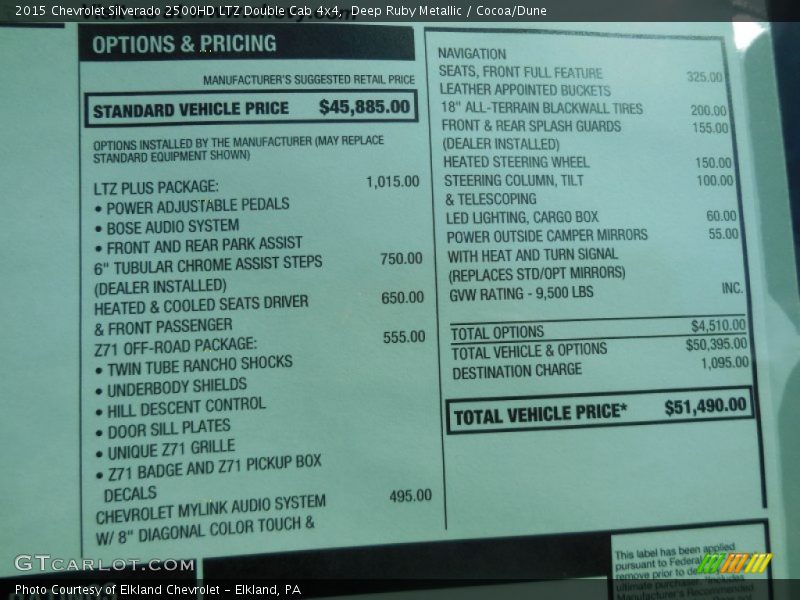 2015 Chevrolet Silverado 2500HD LTZ Double Cab 4x4, Deep Ruby Metallic / Cocoa/Dune
OPTIONS & PRICING
MANUFACTURER'S SUGGESTED RETAIL PRICE
STANDARD VEHICLE PRICE $45,885.00
OPTIONS INSTALLED BY THE MANUFACTURER (MAY REPLACE
STANDARD EQUIPMENT SHOWN)
LTZ PLUS PACKAGE: 1,015.00
• POWER ADJUSTABLE PEDALS
• BOSE AUDIO SYSTEM
• FRONT AND REAR PARK ASSIST
6" TUBULAR CHROME ASSIST STEPS 750.00
(DEALER INSTALLED)
HEATED & COOLED SEATS DRIVER 650.00
& FRONT PASSENGER
Z71 OFF-ROAD PACKAGE: 555.00
• TWIN TUBE RANCHO SHOCKS
• UNDERBODY SHIELDS
• HILL DESCENT CONTROL
• DOOR SILL PLATES
• UNIQUE Z71 GRILLE
• Z71 BADGE AND Z71 PICKUP BOX
DECALS
CHEVROLET MYLINK AUDIO SYSTEM 495.00
W/ 8" DIAGONAL COLOR TOUCH &
NAVIGATION
SEATS, FRONT FULL FEATURE 325.00
LEATHER APPOINTED BUCKETS
18" ALL-TERRAIN BLACKWALL TIRES 200.00
FRONT & REAR SPLASH GUARDS 155.00
(DEALER INSTALLED)
HEATED STEERING WHEEL 150.00
STEERING COLUMN, TILT 100.00
& TELESCOPING
LED LIGHTING, CARGO BOX 60.00
POWER OUTSIDE CAMPER MIRRORS 55.00
WITH HEAT AND TURN SIGNAL
(REPLACES STD/OPT MIRRORS)
GVW RATING - 9,500 LBS INC.
TOTAL OPTIONS $4,510.00
TOTAL VEHICLE & OPTIONS $50,395.00
DESTINATION CHARGE 1,095.00
TOTAL VEHICLE PRICE* $51,490.00
This label has been applied
pursuant to Federal
remove prior to
ultimate purchaser.
Manufacturer's Recommended
GTcarlot.com
Photo Courtesy of Elkland Chevrolet - Elkland, PA